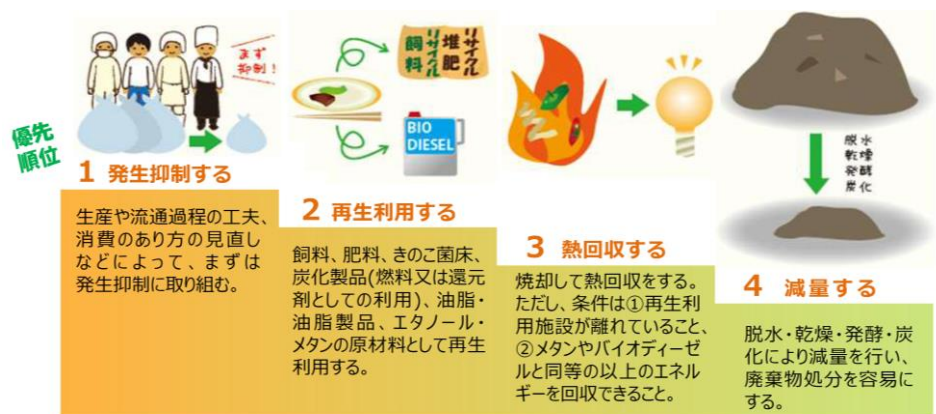 優先
順位
まず
抑制!
1 発生抑制する
生産や流通過程の工夫、
消費のあり方の見直し
などによって、まずは
発生抑制に取り組む。
リサイクル
飼料
リサイクル
堆肥
BIO
DIESEL
2 再生利用する
飼料、肥料、きのこ菌床、
炭化製品(燃料又は還元
剤としての利用)、油脂・
油脂製品、エタノール・
メタンの原材料として再生
利用する。
3 熱回収する
焼却して熱回収をする。
ただし、条件は①再生利
用施設が離れていること、
②メタンやバイオディーゼ
ルと同等の以上のエネル
ギーを回収できること。
脱水
乾燥
発酵
炭化
4 減量する
脱水・乾燥・発酵・炭
化により減量を行い、
廃棄物処分を容易に
する。